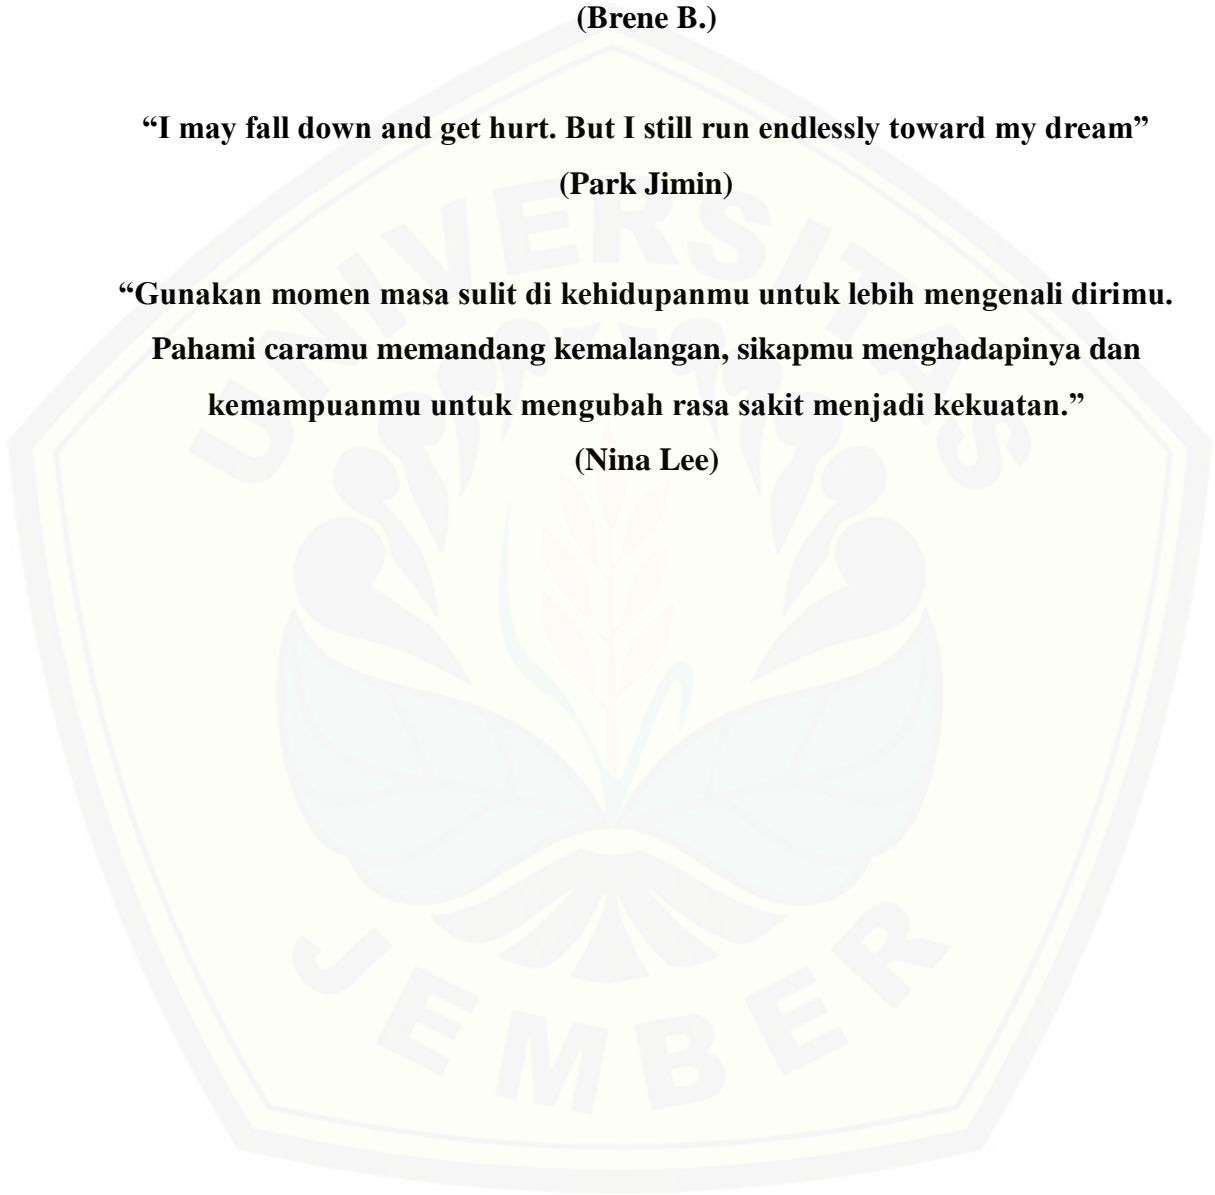 (Brene B.)
“I may fall down and get hurt. But I still run endlessly toward my dream”
(Park Jimin)
“Gunakan momen masa sulit di kehidupanmu untuk lebih mengenali dirimu.
Pahami caramu memandang kemalangan, sikapmu menghadapinya dan
kemampuanmu untuk mengubah rasa sakit menjadi kekuatan.”
(Nina Lee)
UNIVERSITAS
JEMBER